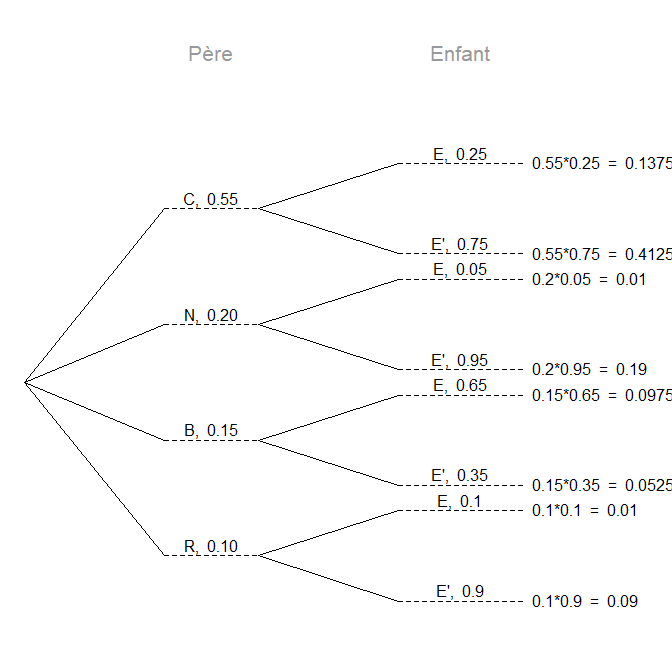 Père Enfant
E, 0.25
0.55*0.25 = 0.1375
C, 0.55
E', 0.75
0.55*0.75 = 0.4125
E, 0.05
0.2*0.05 = 0.01
N, 0.20
E', 0.95
0.2*0.95 = 0.19
E, 0.65
0.15*0.65 = 0.0975
B, 0.15
E', 0.35
0.15*0.35 = 0.0525
E, 0.1
0.1*0.1 = 0.01
R, 0.10
E', 0.9
0.1*0.9 = 0.09